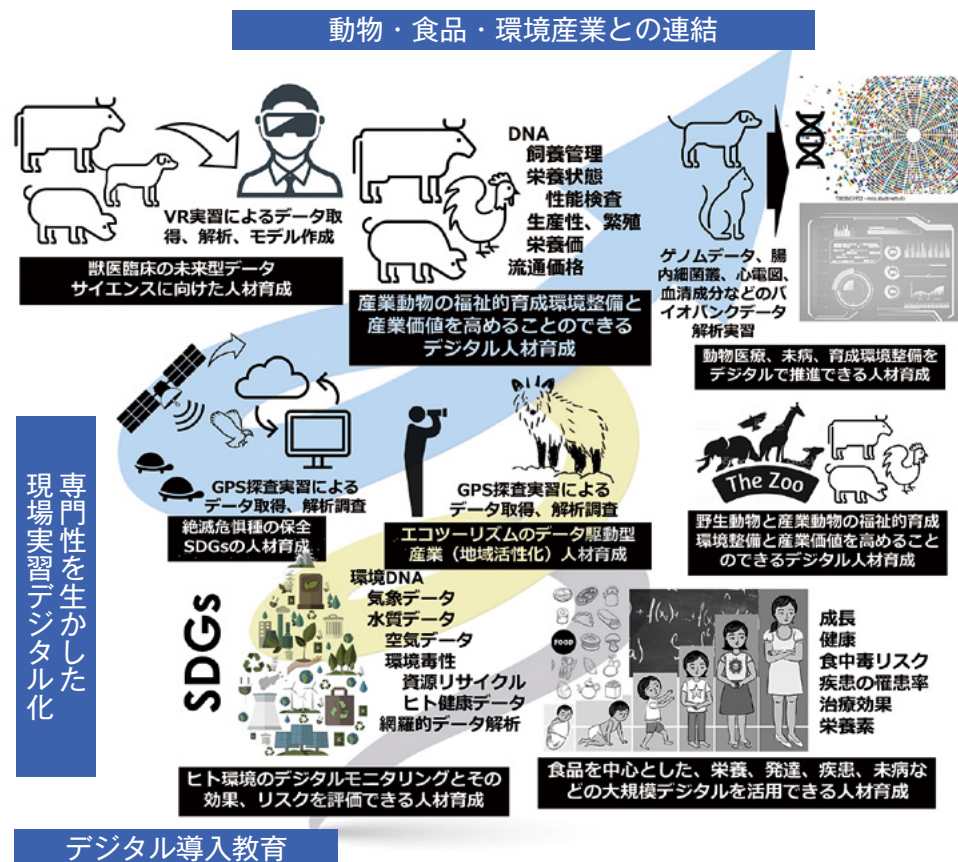 動物・食品・環境産業との連結
VR実習によるデータ取
得、解析、モデル作成
獣医臨床の未来型データ
サイエンスに向けた人材育成
DNA
飼養管理
栄養状態
性能検査
生産性、繁殖
栄養価
流通価格
産業動物の福祉的育成環境整備と
産業価値を高めることのできる
デジタル人材育成
ゲノムデータ、腸
内細菌叢、心電図、
血清成分などのバ
イオバンクデータ
解析実習
動物医療、未病、育成環境整備を
デジタルで推進できる人材育成
専門性を生かした
現場実習デジタル化
GPS探査実習による
データ取得、解析調査
絶滅危惧種の保全
SDGsの人材育成
GPS探査実習による
データ取得、解析調査
エコツーリズムのデータ駆動型
産業（地域活性化）人材育成
The Zoo
野生動物と産業動物の福祉的育成
環境整備と産業価値を高めること
のできるデジタル人材育成
SDGs
環境DNA
気象データ
水質データ
空気データ
環境毒性
資源リサイクル
ヒト健康データ
網羅的データ解析
ヒト環境のデジタルモニタリングとその
効果、リスクを評価できる人材育成
FOOD
成長
健康
食中毒リスク
疾患の罹患率
治療効果
栄養素
食品を中心とした、栄養、発達、疾患、未病な
どの大規模デジタルを活用できる人材育成
デジタル導入教育